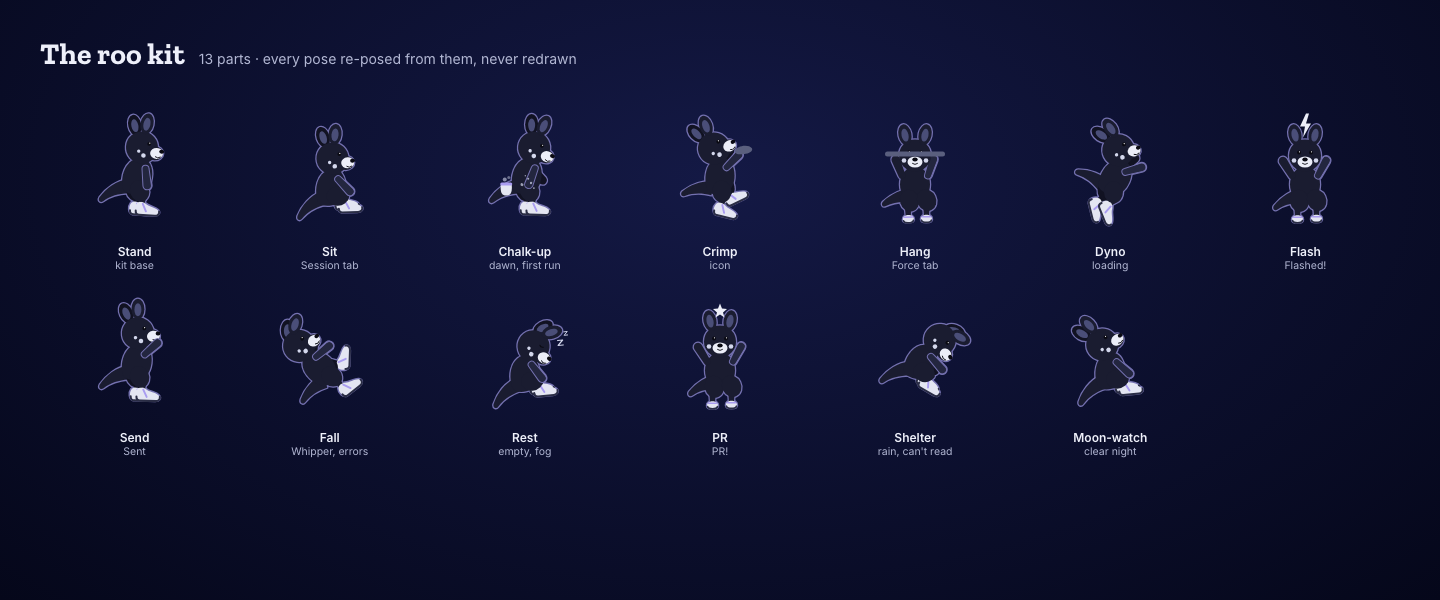 The roo kit 13 parts · every pose re-posed from them, never redrawn
Stand Sit Chalk-up Crimp Hang Dyno Flash
kit base Session tab dawn, first run icon Force tab loading Flashed!
z
z
Send Fall Rest PR Shelter Moon-watch
Sent Whipper, errors empty, fog PR! rain, can't read clear night